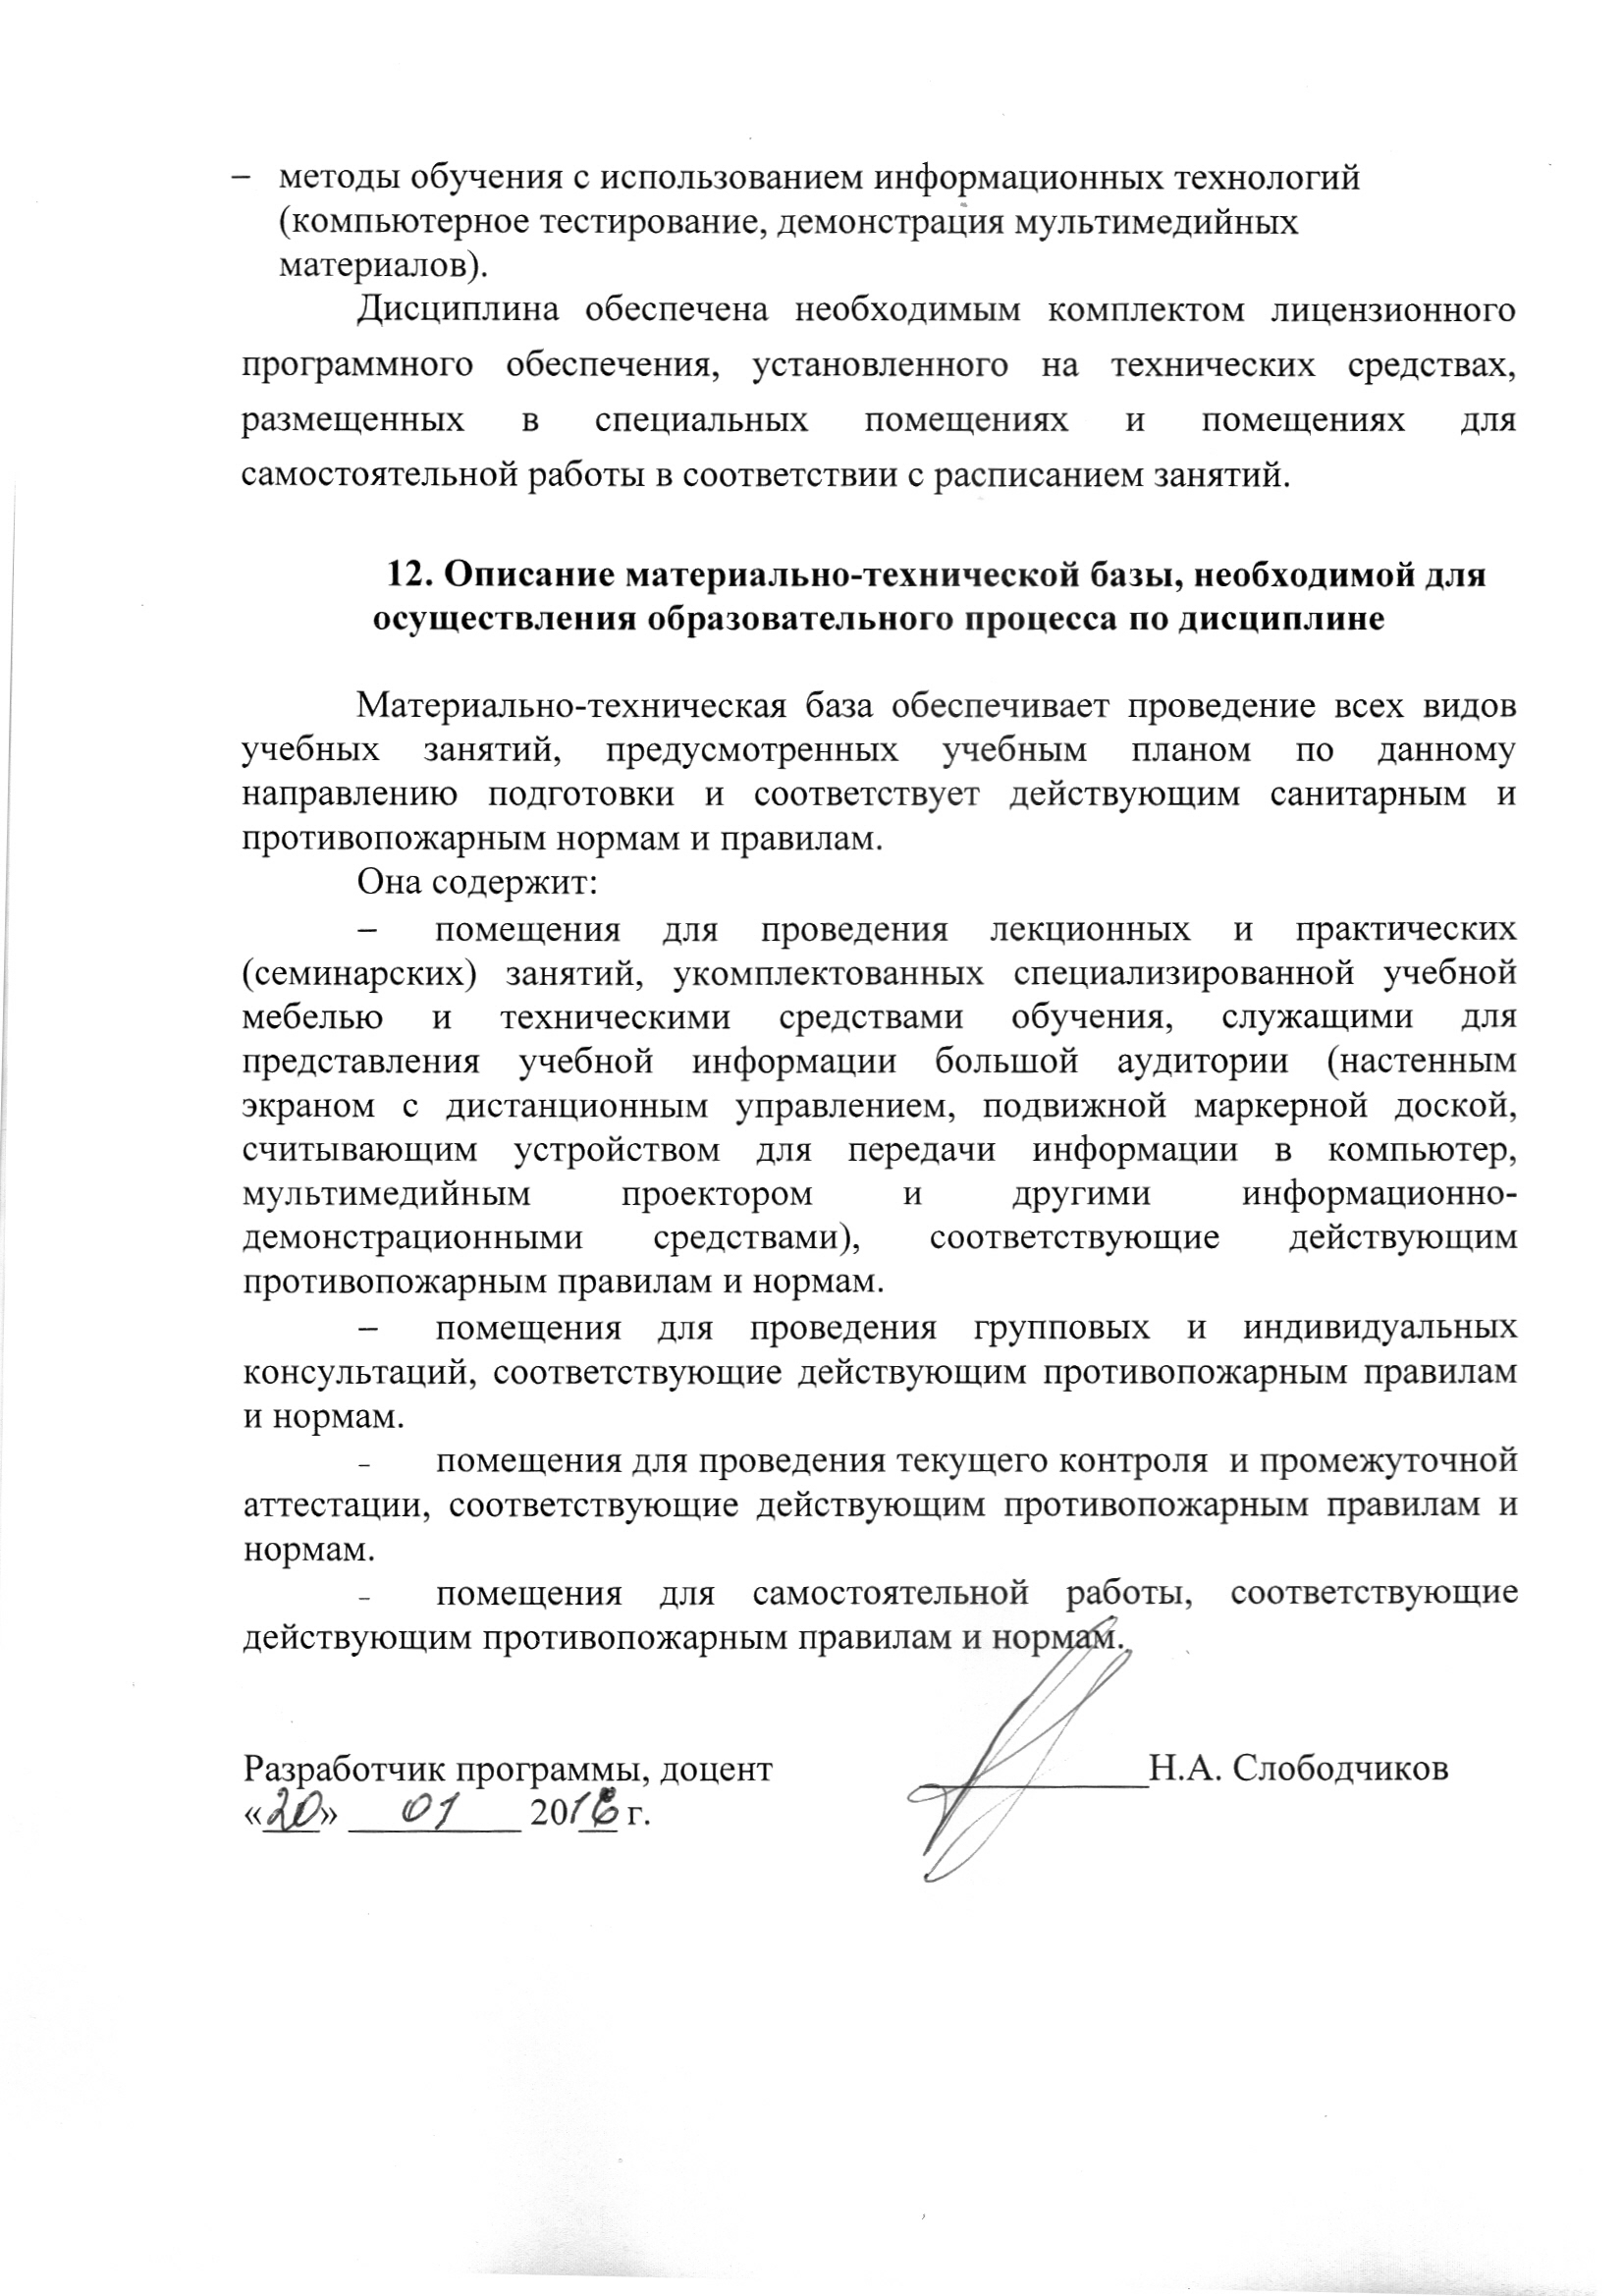 – методы обучения с использованием информационных технологий
(компьютерное тестирование, демонстрация мультимедийных
материалов).
Дисциплина обеспечена необходимым комплектом лицензионного
программного обеспечения, установленного на технических средствах,
размещенных в специальных помещениях и помещениях для
самостоятельной работы в соответствии с расписанием занятий.
12. Описание материально-технической базы, необходимой для
осуществления образовательного процесса по дисциплине
Материально-техническая база обеспечивает проведение всех видов
учебных занятий, предусмотренных учебным планом по данному
направлению подготовки и соответствует действующим санитарным и
противопожарным нормам и правилам.
Она содержит:
– помещения для проведения лекционных и практических
(семинарских) занятий, укомплектованных специализированной учебной
мебелью и техническими средствами обучения, служащими для
представления учебной информации большой аудитории (настенным
экраном с дистанционным управлением, подвижной маркерной доской,
считывающим устройством для передачи информации в компьютер,
мультимедийным проектором и другими информационно-
демонстрационными средствами), соответствующие действующим
противопожарным правилам и нормам.
– помещения для проведения групповых и индивидуальных
консультаций, соответствующие действующим противопожарным правилам
и нормам.
- помещения для проведения текущего контроля и промежуточной
аттестации, соответствующие действующим противопожарным правилам и
нормам.
- помещения для самостоятельной работы, соответствующие
действующим противопожарным правилам и нормам.
Разработчик программы, доцент ____________Н.А. Слободчиков
«20» 01 г.